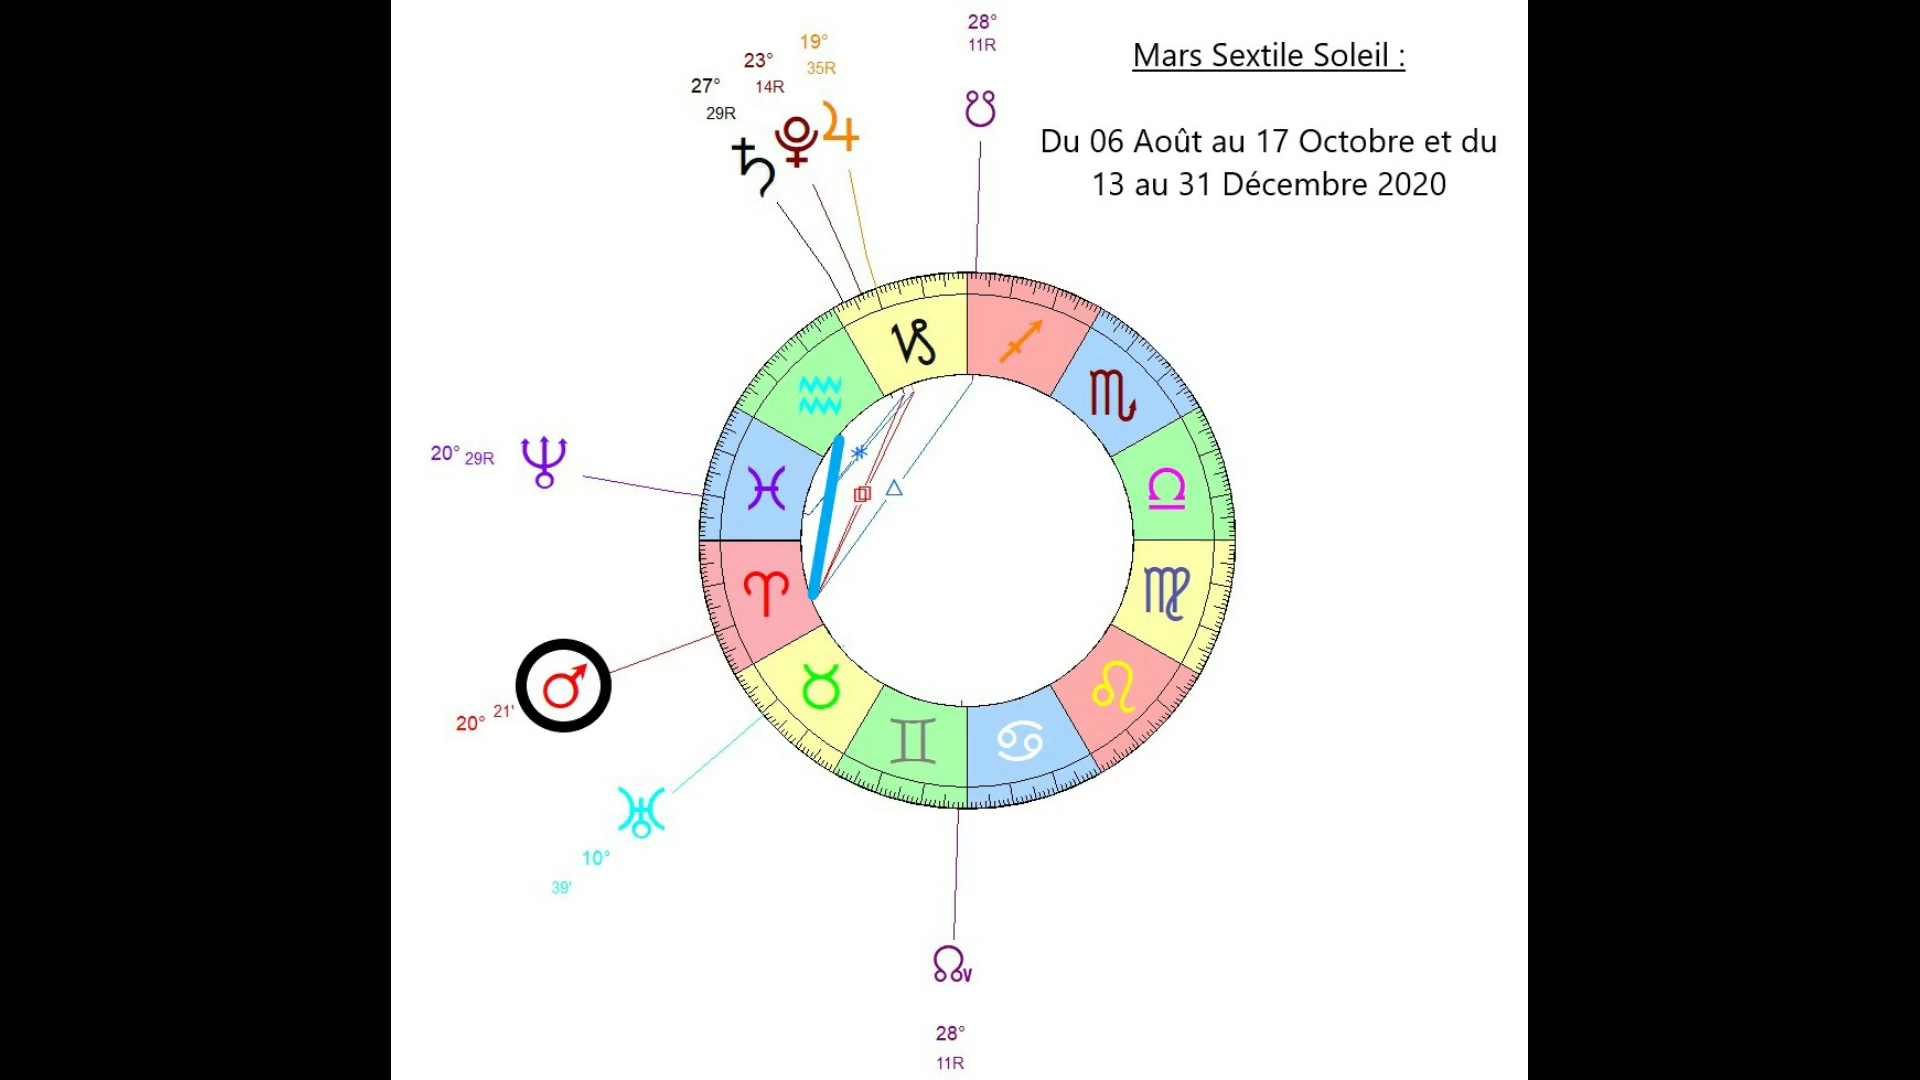 Mars Sextile Soleil :
Du 06 Août au 17 Octobre et du
13 au 31 Décembre 2020
28°
11R
19°
35R
23°
14R
27°
29R
20° 29R
20° 21'
10°
39'
28°
11R